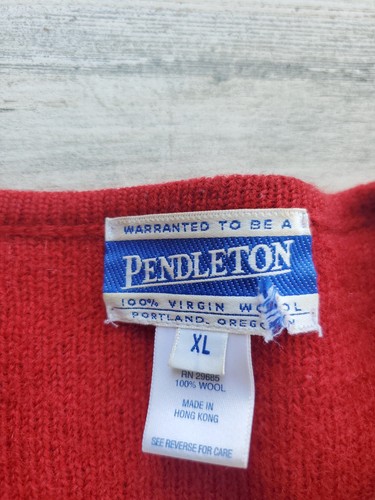 WARRANTED TO BE A
PENDLETON
100% VIRGIN WOOL
PORTLAND, OREGON
XL
RN 29685
100% WOOL
MADE IN
HONG KONG
SEE REVERSE FOR CARE